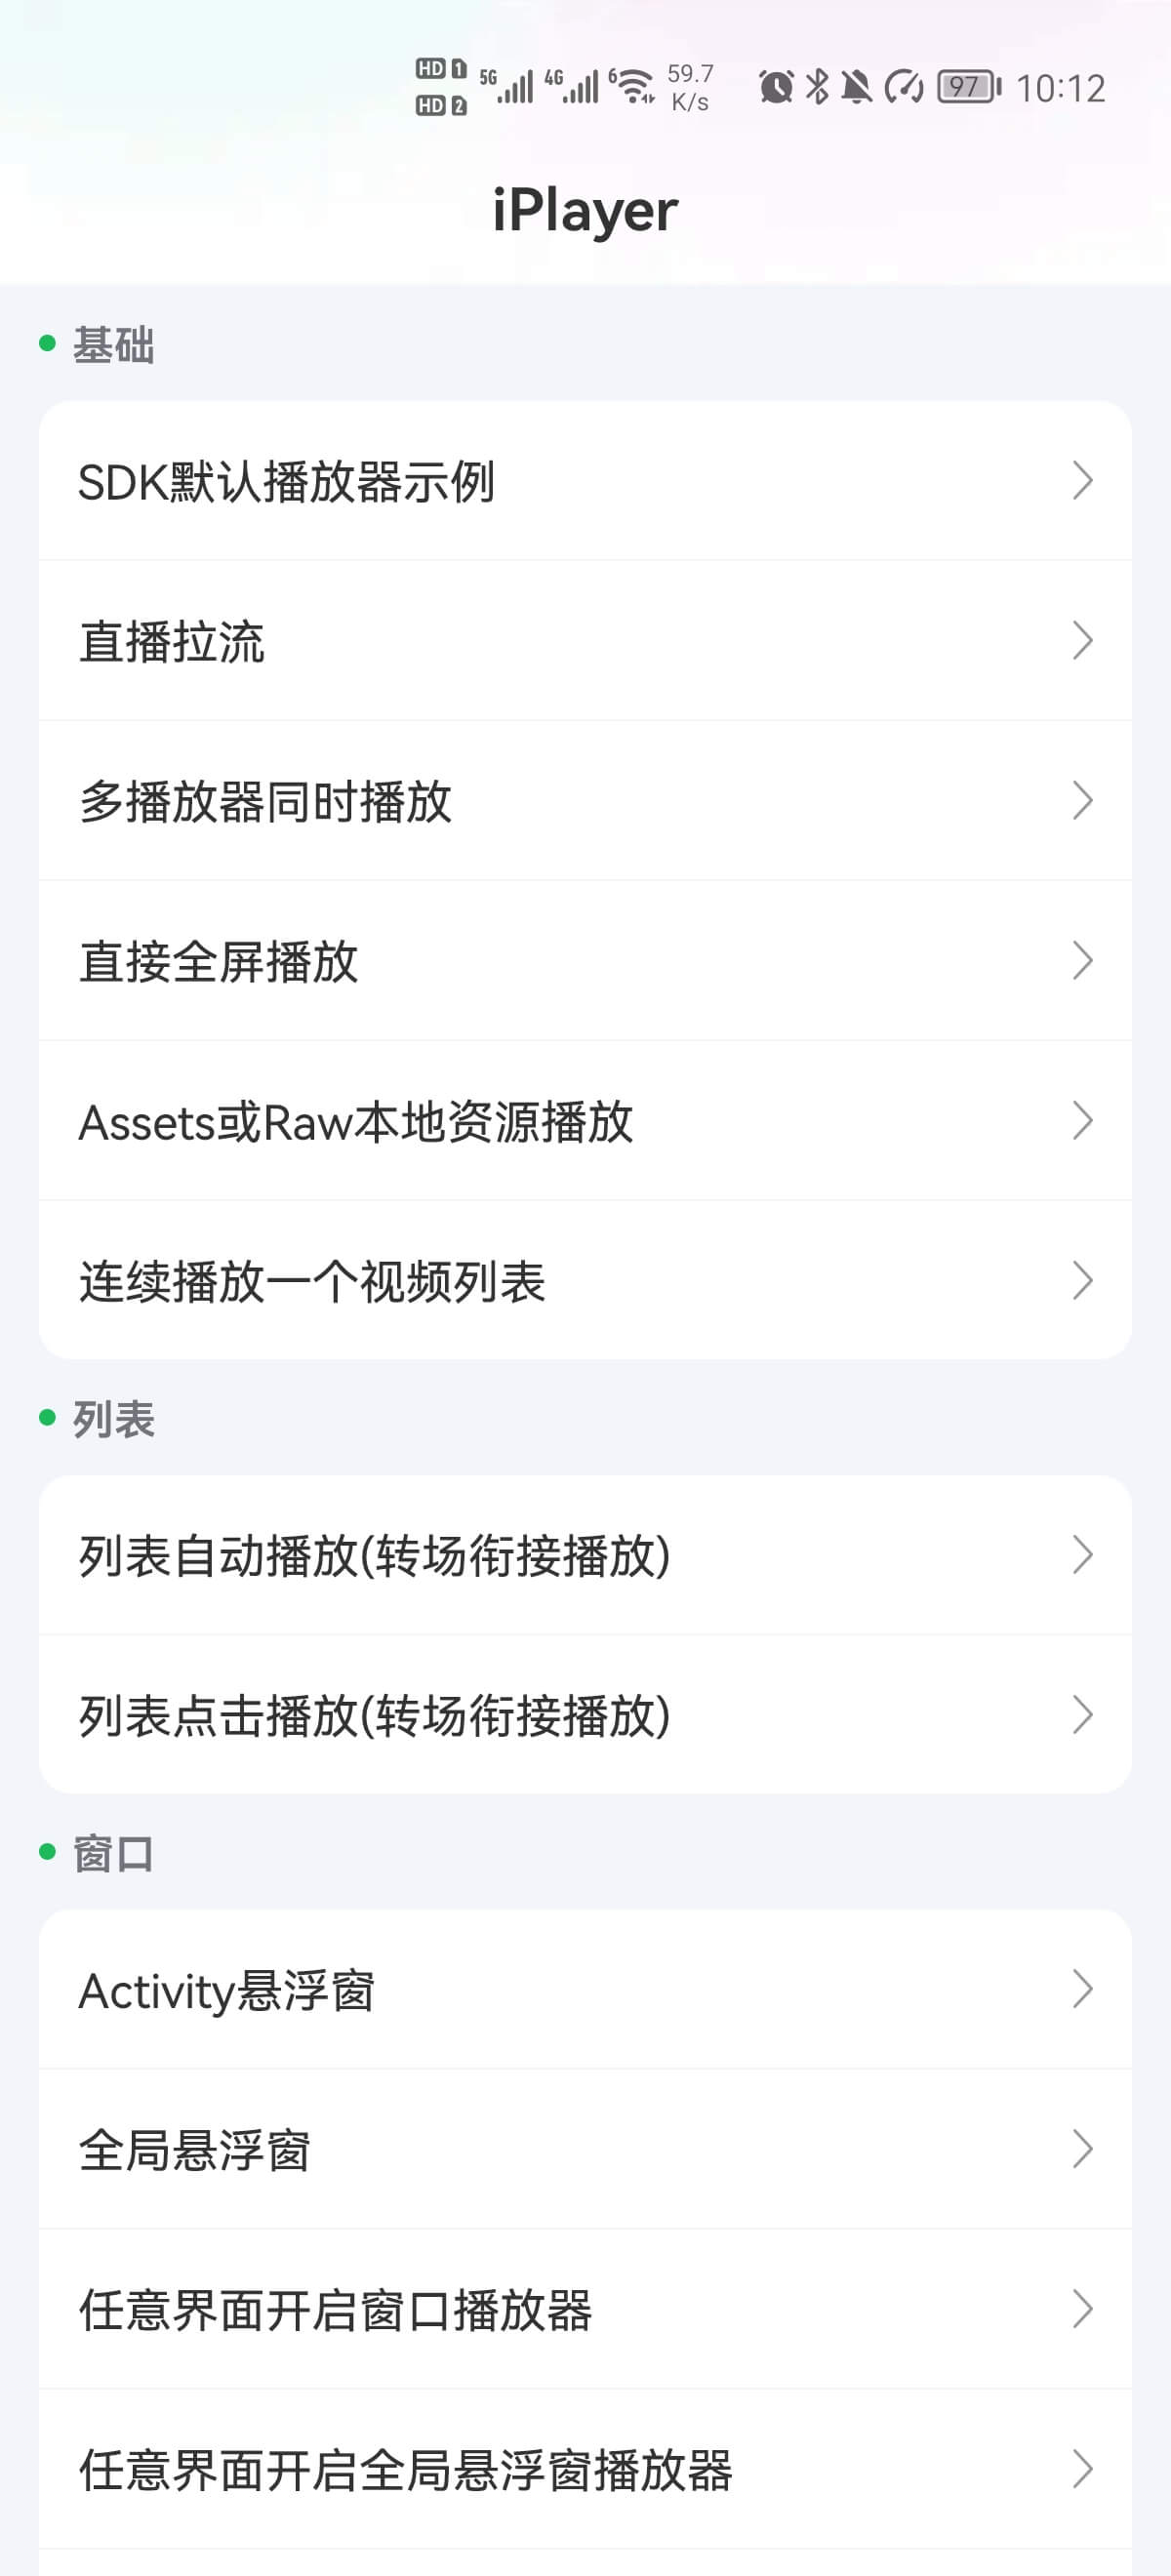 HD 1 5G 4G 6 59.7 97 10:12
HD 2 K/s
iPlayer
基础
SDK默认播放器示例
直播拉流
多播放器同时播放
直接全屏播放
Assets或Raw本地资源播放
连续播放一个视频列表
列表
列表自动播放(转场衔接播放)
列表点击播放(转场衔接播放)
窗口
Activity悬浮窗
全局悬浮窗
任意界面开启窗口播放器
任意界面开启全局悬浮窗播放器